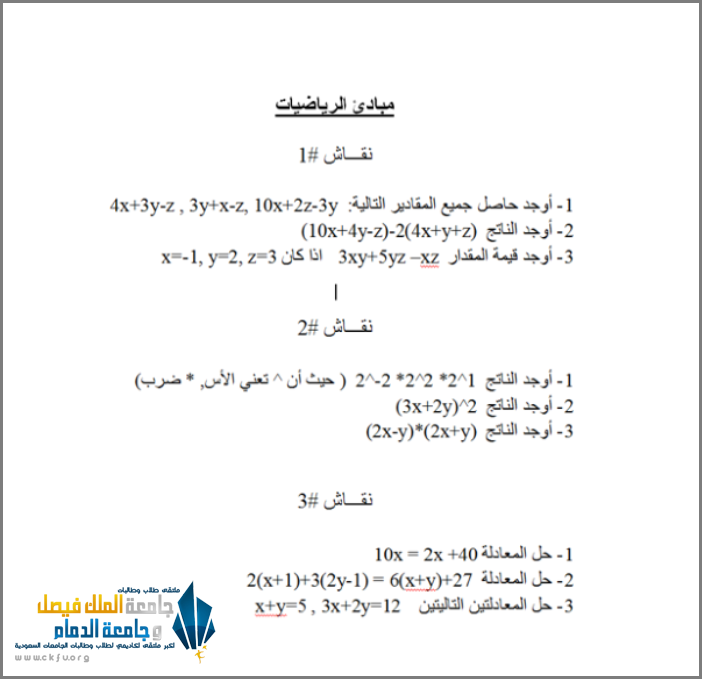 مبادئ الرياضيات
نقـــاش #1
1- أوجد حاصل جميع المقادير التالية: 4x+3y-z , 3y+x-z, 10x+2z-3y
2- أوجد الناتج (10x+4y-z)-2(4x+y+z)
3- أوجد قيمة المقدار 3xy+5yz –xz اذا كان x=-1, y=2, z=3
نقـــاش #2
1- أوجد الناتج 2^-2 *2^2 *2^1 ( حيث أن ^ تعني الأس, * ضرب)
2- أوجد الناتج (3x+2y)^2
3- أوجد الناتج (2x-y)*(2x+y)
نقـــاش #3
1- حل المعادلة 10x = 2x +40
2- حل المعادلة 2(x+1)+3(2y-1) = 6(x+y)+27
3- حل المعادلتين التاليتين x+y=5 , 3x+2y=12
ملتقى طلاب وطالبات
جامعة الملك فيصل
و جامعة الدمام
اكبر ملتقى اكاديمي لطلاب وطالبات الجامعات السعودية
www.ckfu.org